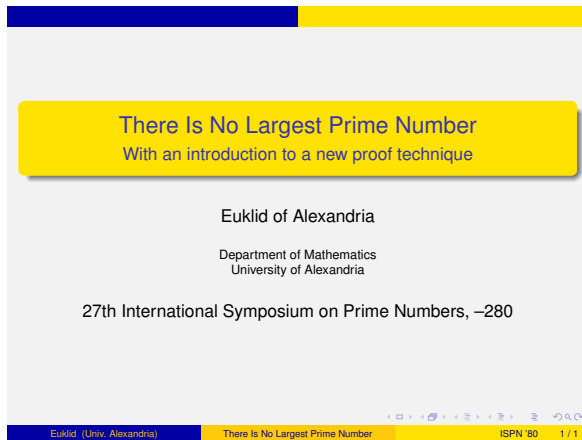 There Is No Largest Prime Number
With an introduction to a new proof technique
Euklid of Alexandria
Department of Mathematics
University of Alexandria
27th International Symposium on Prime Numbers, –280
Euklid (Univ. Alexandria) There Is No Largest Prime Number ISPN ’80 1 / 1